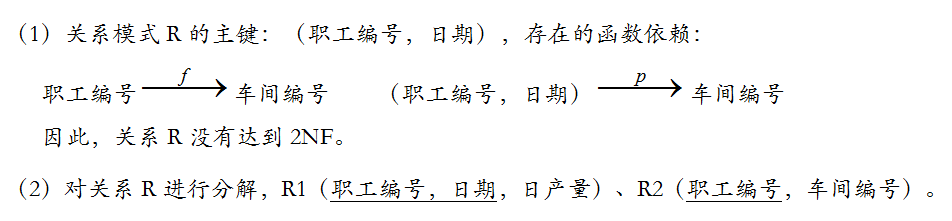 （1）关系模式 R 的主键：（职工编号，日期），存在的函数依赖：
职工编号 f→ 车间编号 （职工编号，日期） p→ 车间编号
因此，关系 R 没有达到 2NF。
（2）对关系 R 进行分解，R1（职工编号，日期，日产量）、R2（职工编号，车间编号）。